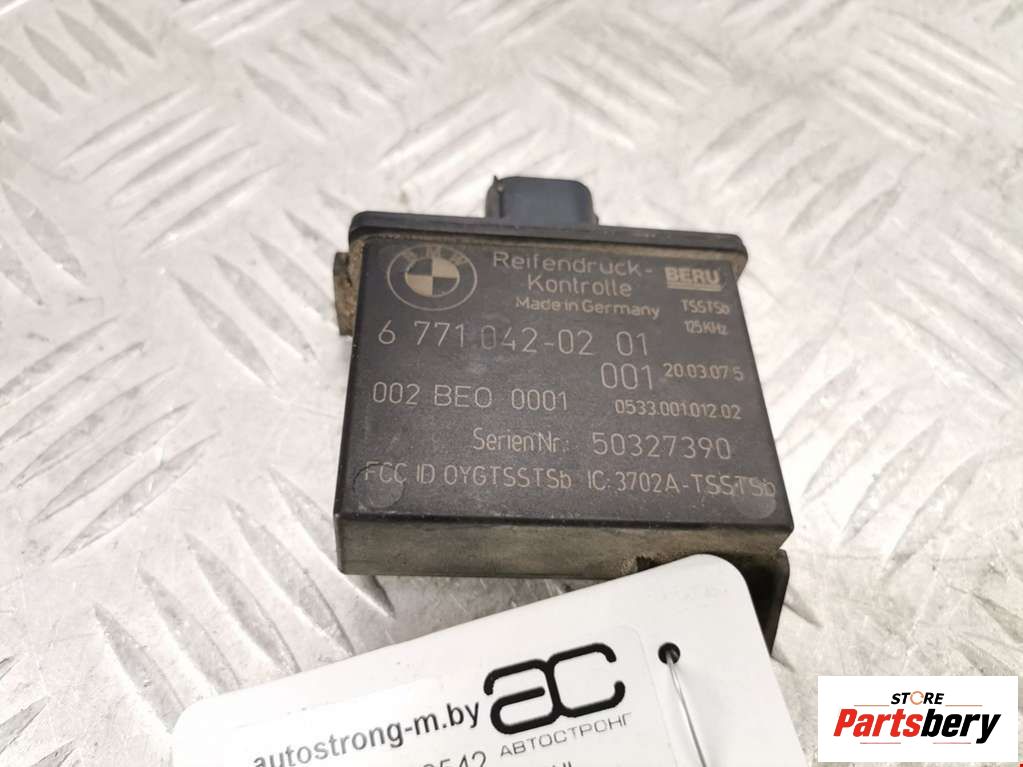 BMW
Reifendruck-
Kontrolle
BERU
Made in Germany
TSSTSb
125KHz
6 771 042-02 01
001 20.03.07 5
002 BEO 0001 0533.001.012.02
Serien Nr.: 50327390
FCC ID OYGTSSTSb IC: 3702A-TSSTSb
autostrong-m.by
ac
АВТОСТРОНГ
STORE
Partsbery